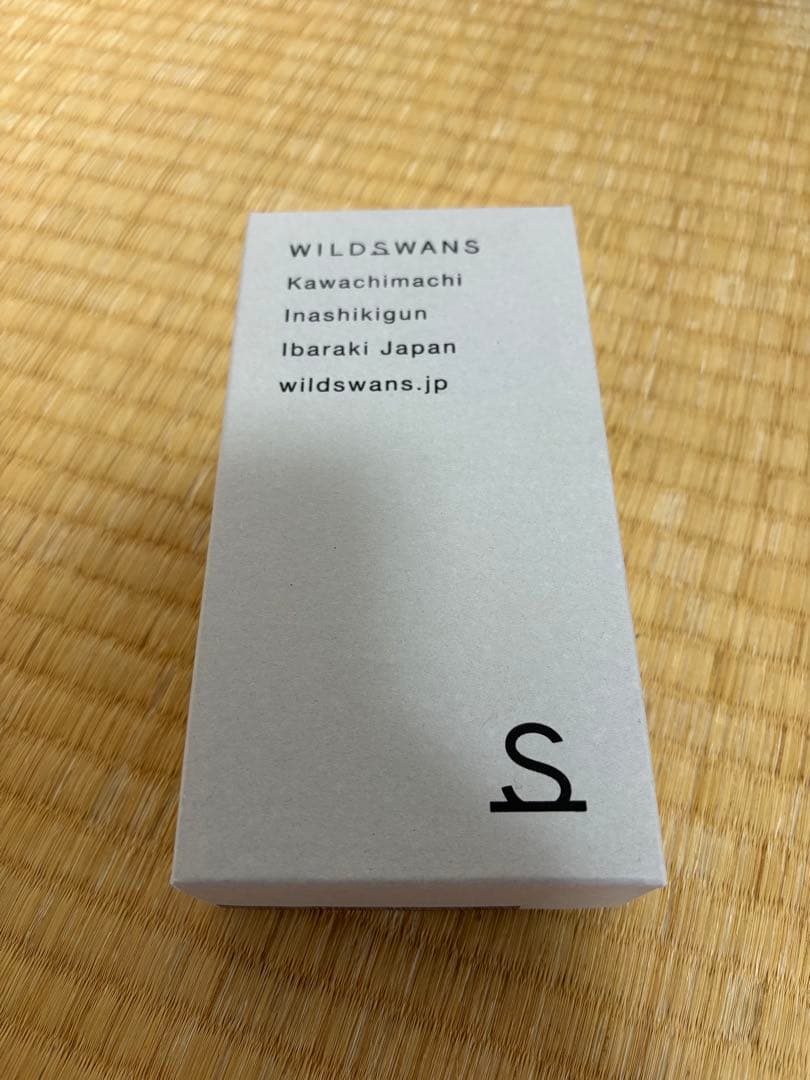 WILDSWANS
Kawachimachi
Inashikigun
Ibaraki Japan
wildswans.jp
S